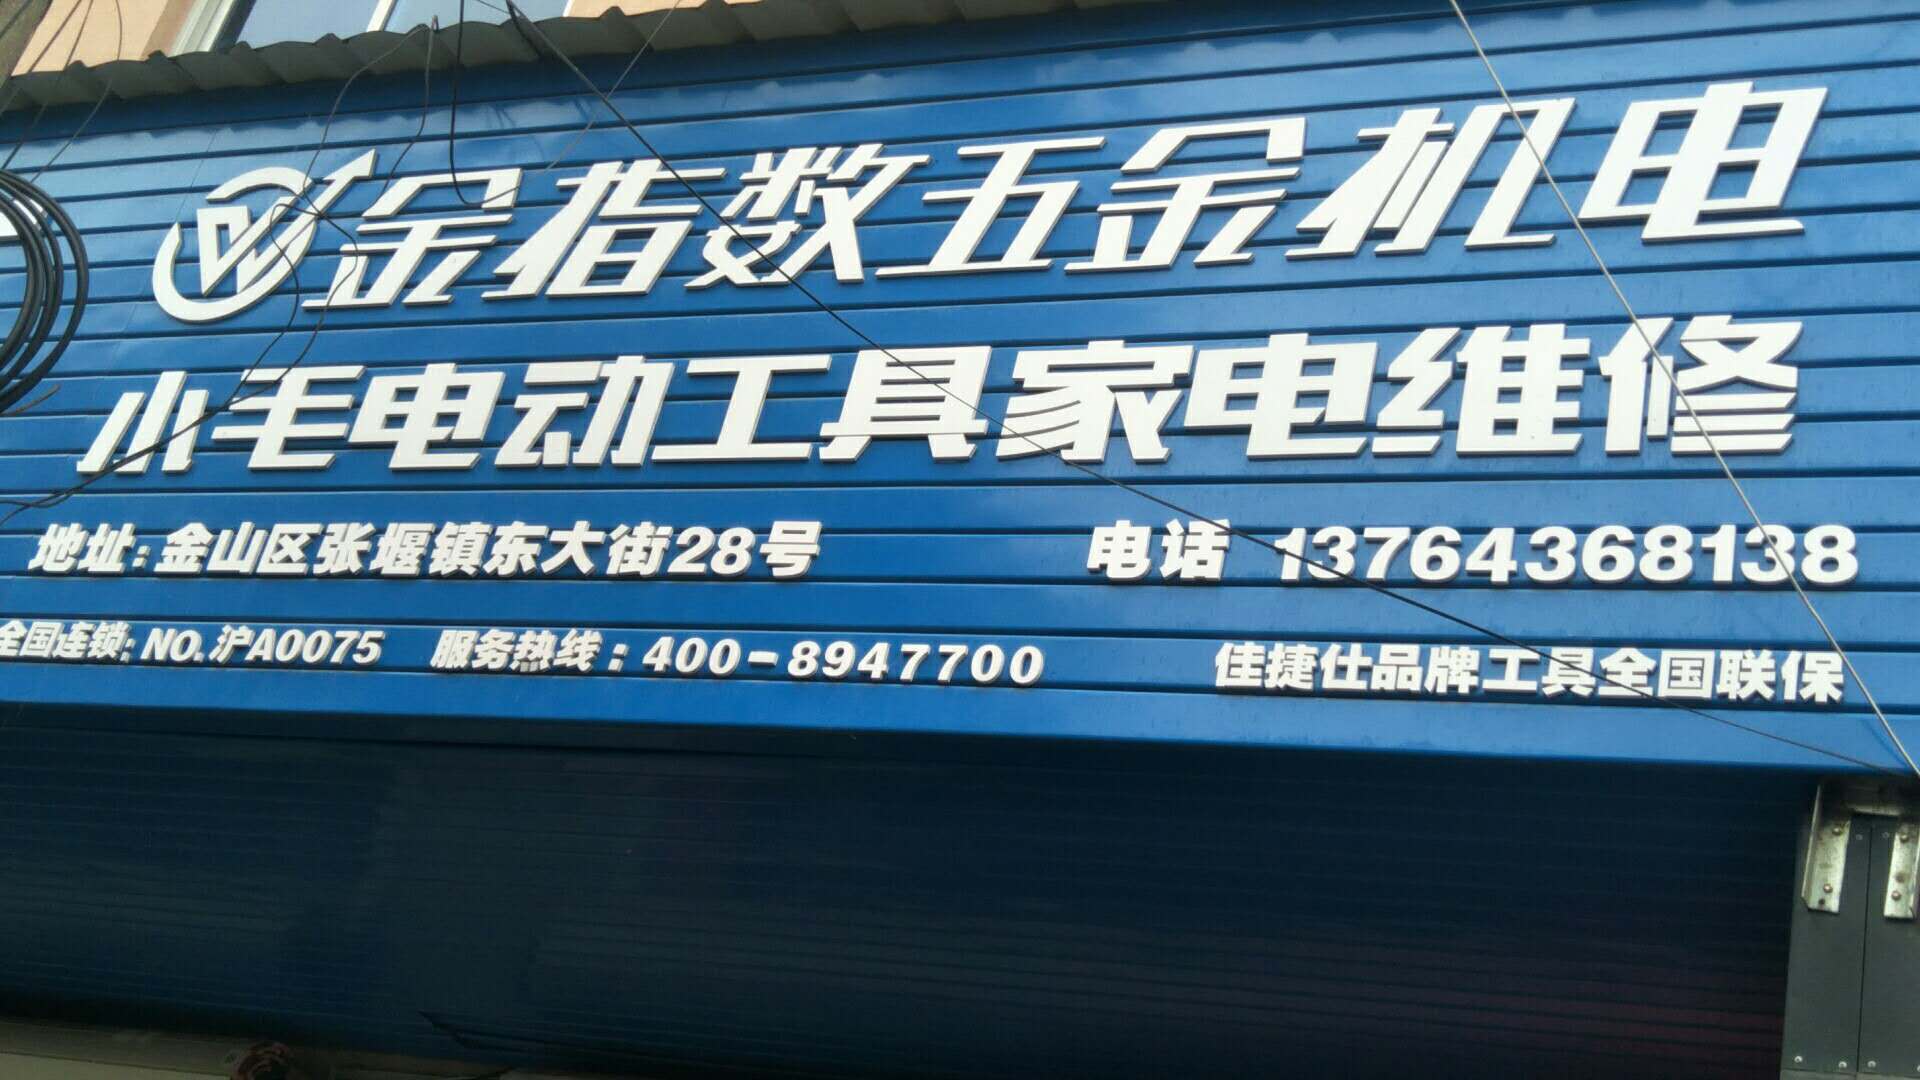 W金指数五金机电
小毛电动工具家电维修
地址:金山区张堰镇东大街28号 电话 13764368138
全国连锁:NO.沪A0075 服务热线:400-8947700 佳捷仕品牌工具全国联保